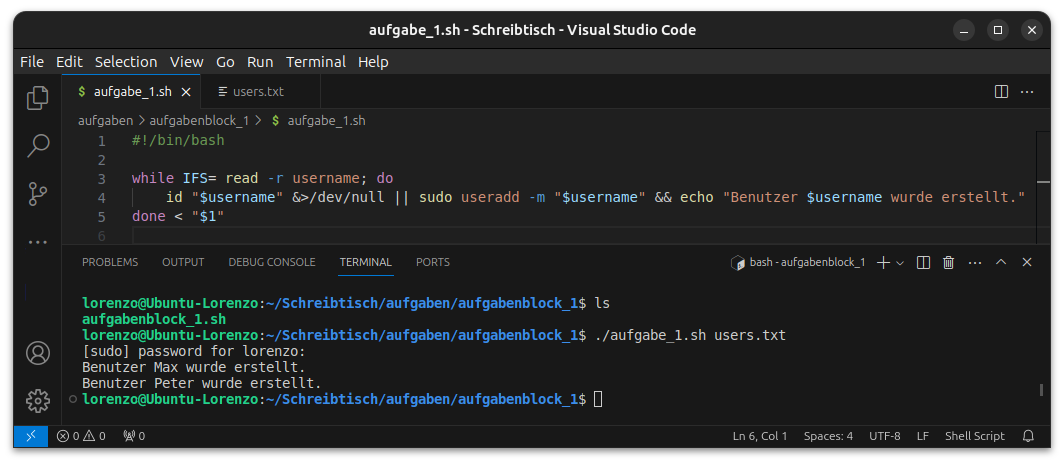 aufgabe_1.sh - Schreibtisch - Visual Studio Code
File Edit Selection View Go Run Terminal Help
$ aufgabe_1.sh users.txt
aufgaben > aufgabenblock_1 > $ aufgabe_1.sh
1 #!/bin/bash
2
3 while IFS= read -r username; do
4 id "$username" &>/dev/null || sudo useradd -m "$username" && echo "Benutzer $username wurde erstellt."
5 done < "$1"
6
PROBLEMS OUTPUT DEBUG CONSOLE TERMINAL PORTS bash - aufgabenblock_1
lorenzo@Ubuntu-Lorenzo:~/Schreibtisch/aufgaben/aufgabenblock_1$ ls
aufgabenblock_1.sh
lorenzo@Ubuntu-Lorenzo:~/Schreibtisch/aufgaben/aufgabenblock_1$ ./aufgabe_1.sh users.txt
[sudo] password for lorenzo:
Benutzer Max wurde erstellt.
Benutzer Peter wurde erstellt.
lorenzo@Ubuntu-Lorenzo:~/Schreibtisch/aufgaben/aufgabenblock_1$
0 0 0 Ln 6, Col 1 Spaces: 4 UTF-8 LF Shell Script